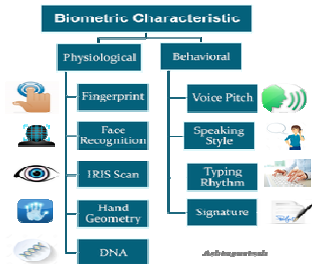 Biometric Characteristic
Physiological
Behavioral
Fingerprint
Face
Recognition
IRIS Scan
Hand
Geometry
DNA
Voice Pitch
Speaking
Style
Typing
Rhythm
Signature